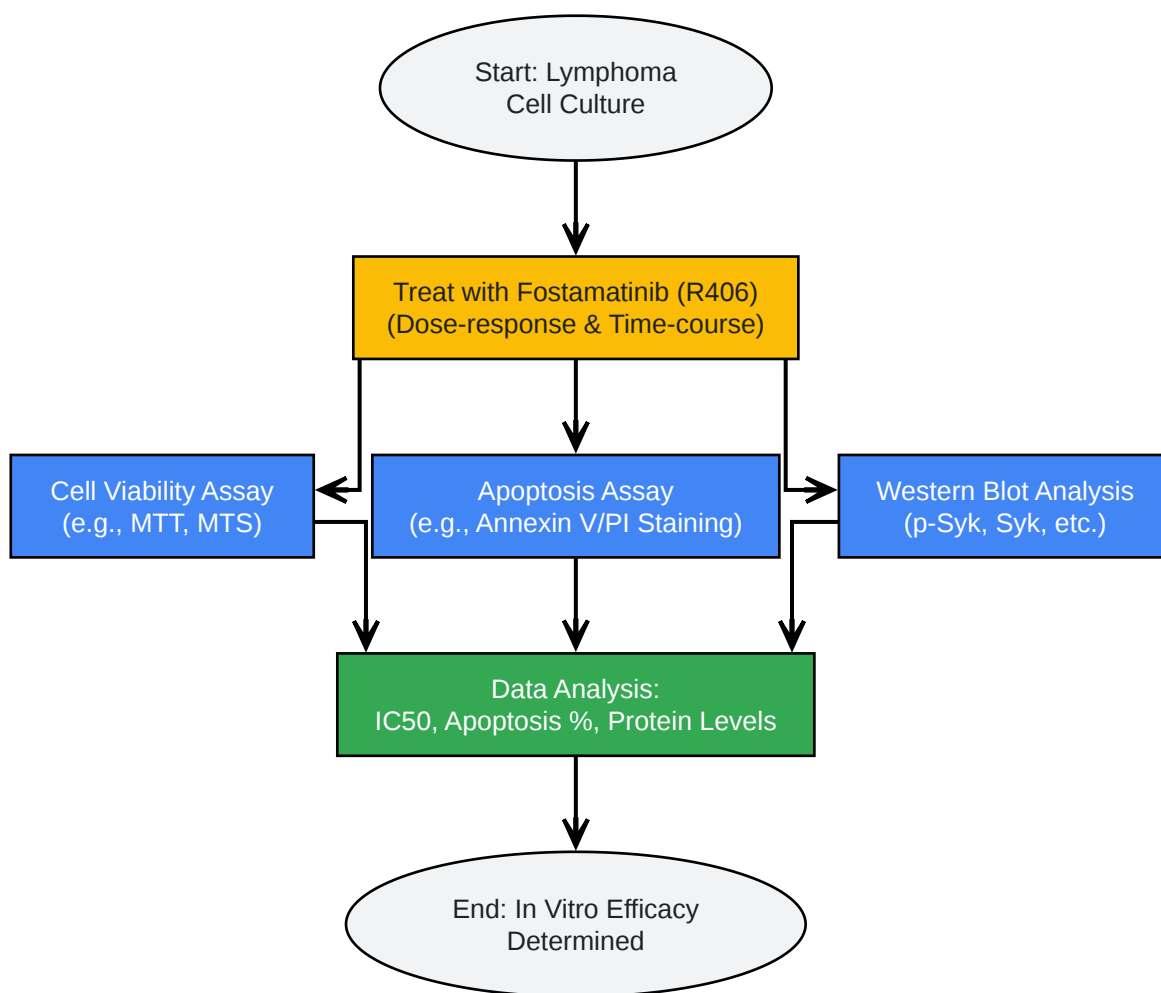 Start: Lymphoma
Cell Culture
Treat with Fostamatinib (R406)
(Dose-response & Time-course)
Cell Viability Assay
(e.g., MTT, MTS)
Apoptosis Assay
(e.g., Annexin V/PI Staining)
Western Blot Analysis
(p-Syk, Syk, etc.)
Data Analysis:
IC50, Apoptosis %, Protein Levels
End: In Vitro Efficacy
Determined